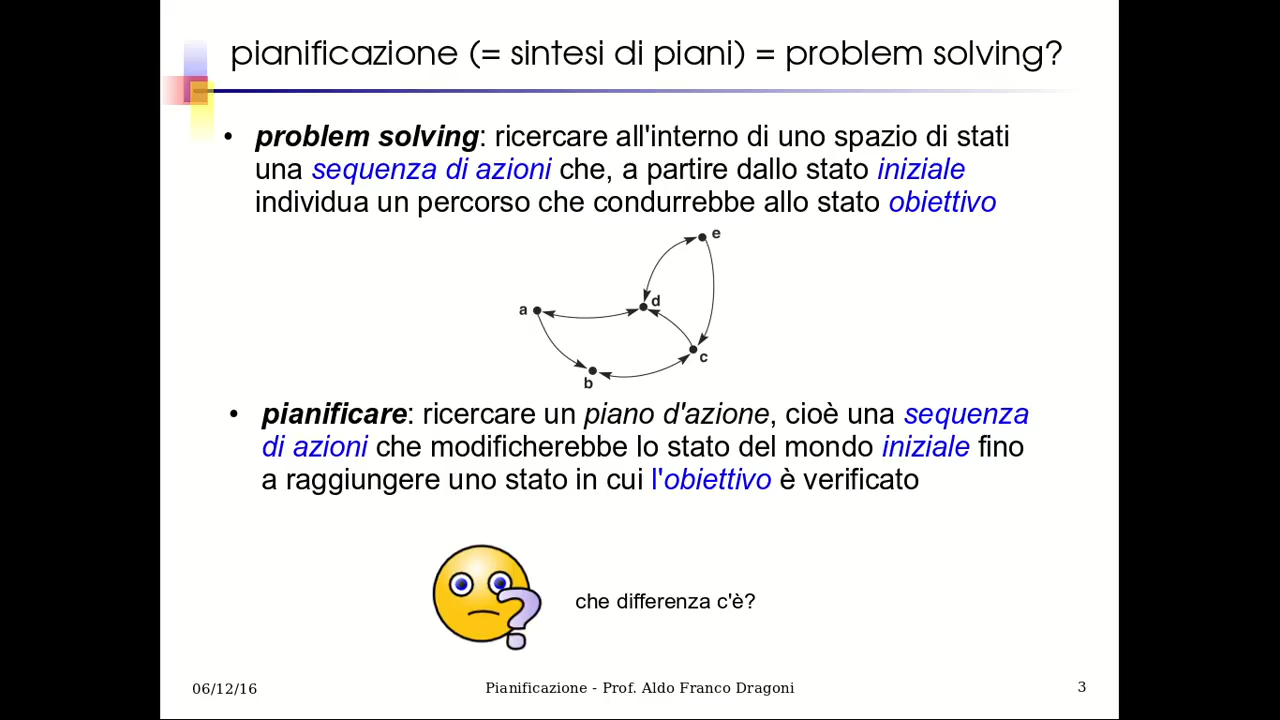 pianificazione (= sintesi di piani) = problem solving?
• problem solving: ricercare all'interno di uno spazio di stati
una sequenza di azioni che, a partire dallo stato iniziale
individua un percorso che condurrebbe allo stato obiettivo
e
d
a
c
b
• pianificare: ricercare un piano d'azione, cioè una sequenza
di azioni che modificherebbe lo stato del mondo iniziale fino
a raggiungere uno stato in cui l'obiettivo è verificato
?
che differenza c'è?
06/12/16 Pianificazione - Prof. Aldo Franco Dragoni 3